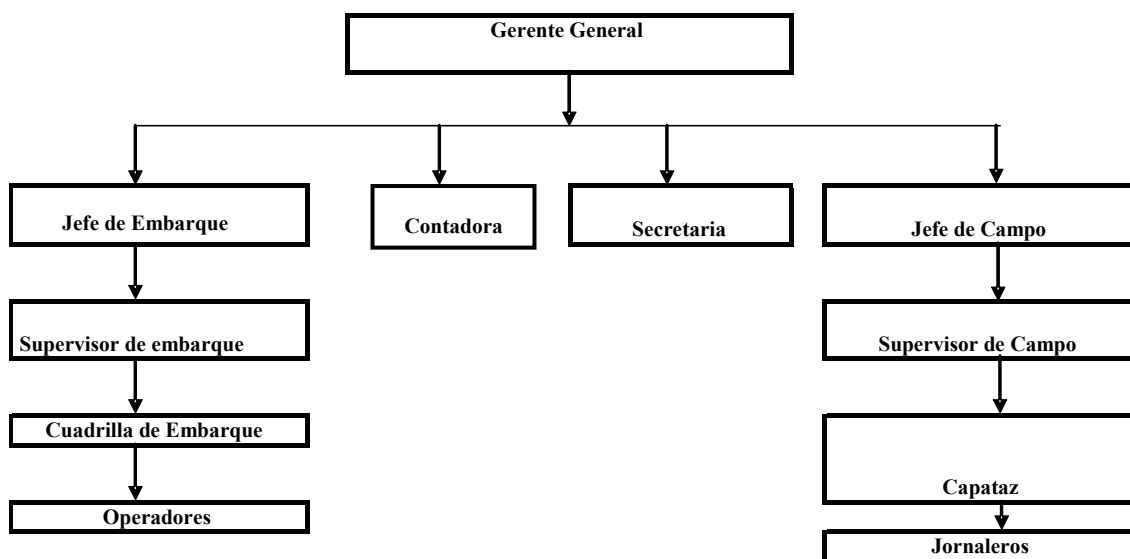 Gerente General
Jefe de Embarque
Contadora
Secretaria
Jefe de Campo
Supervisor de embarque
Supervisor de Campo
Cuadrilla de Embarque
Capataz
Operadores
Jornaleros